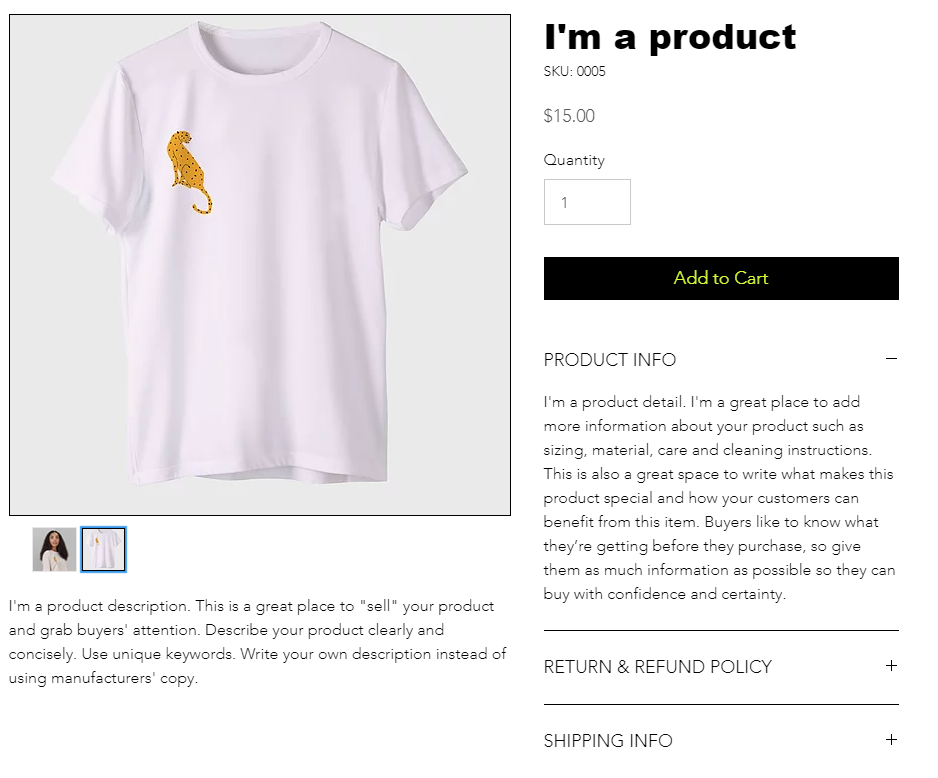 I'm a product
SKU: 0005
$15.00
Quantity
1
Add to Cart
PRODUCT INFO
I'm a product detail. I'm a great place to add
more information about your product such as
sizing, material, care and cleaning instructions.
This is also a great space to write what makes this
product special and how your customers can
benefit from this item. Buyers like to know what
they’re getting before they purchase, so give
them as much information as possible so they can
buy with confidence and certainty.
RETURN & REFUND POLICY
SHIPPING INFO
I'm a product description. This is a great place to "sell" your product
and grab buyers' attention. Describe your product clearly and
concisely. Use unique keywords. Write your own description instead of
using manufacturers' copy.